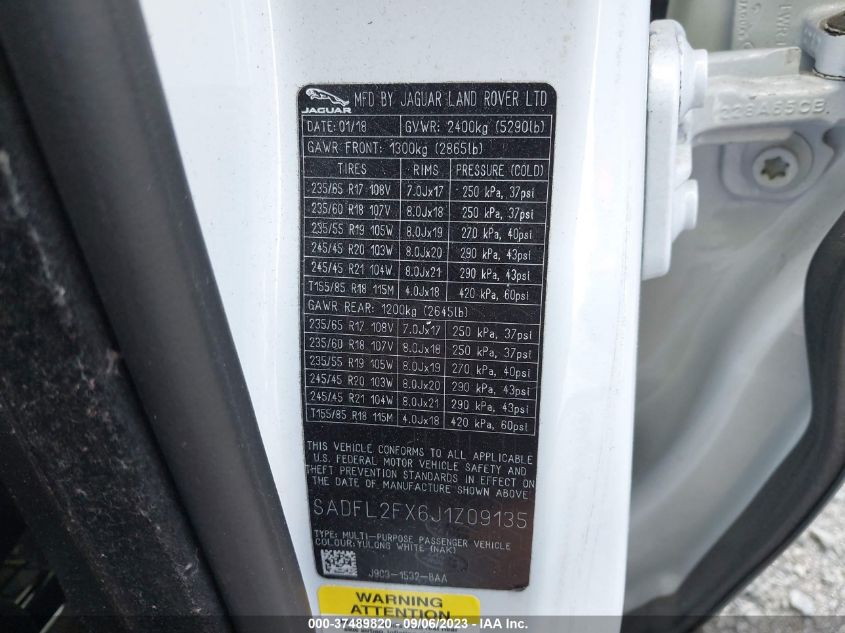 JAGUAR
MFD BY JAGUAR LAND ROVER LTD
DATE: 01/18 GVWR: 2400kg (5290lb)
GAWR FRONT: 1300kg (2865lb)
TIRES RIMS PRESSURE (COLD)
235/65 R17 108V 7.0Jx17 250 kPa, 37psi
235/60 R18 107V 8.0Jx18 250 kPa, 37psi
235/55 R19 105W 8.0Jx19 270 kPa, 40psi
245/45 R20 103W 8.0Jx20 290 kPa, 43psi
245/45 R21 104W 8.0Jx21 290 kPa, 43psi
T155/85 R18 115M 4.0Jx18 420 kPa, 60psi
GAWR REAR: 1200kg (2645lb)
235/65 R17 108V 7.0Jx17 250 kPa, 37psi
235/60 R18 107V 8.0Jx18 250 kPa, 37psi
235/55 R19 105W 8.0Jx19 270 kPa, 40psi
245/45 R20 103W 8.0Jx20 290 kPa, 43psi
245/45 R21 104W 8.0Jx21 290 kPa, 43psi
T155/85 R18 115M 4.0Jx18 420 kPa, 60psi
THIS VEHICLE CONFORMS TO ALL APPLICABLE
U.S. FEDERAL MOTOR VEHICLE SAFETY AND
THEFT PREVENTION STANDARDS IN EFFECT ON
THE DATE OF MANUFACTURE SHOWN ABOVE
SADFL2FX6J1Z09135
TYPE: MULTI-PURPOSE PASSENGER VEHICLE
COLOUR: YULONG WHITE (NAK)
J9C3-1532-BAA
WARNING
ATTENTION
000-37489820 - 09/06/2023 - IAAI.COM